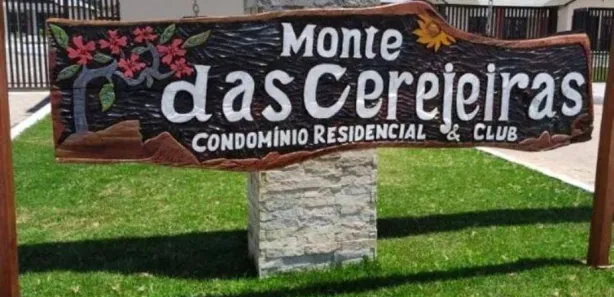 Monte
das Cerejeiras
CONDOMÍNIO RESIDENCIAL & CLUB